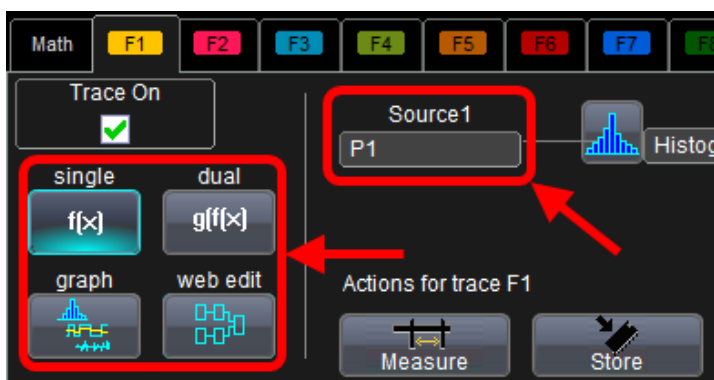 Math F1 F2 F3 F4 F5 F6 F7
Trace On
Source1
P1
Histog
single dual
f(x) g(f(x)
graph web edit
Actions for trace F1
Measure Store